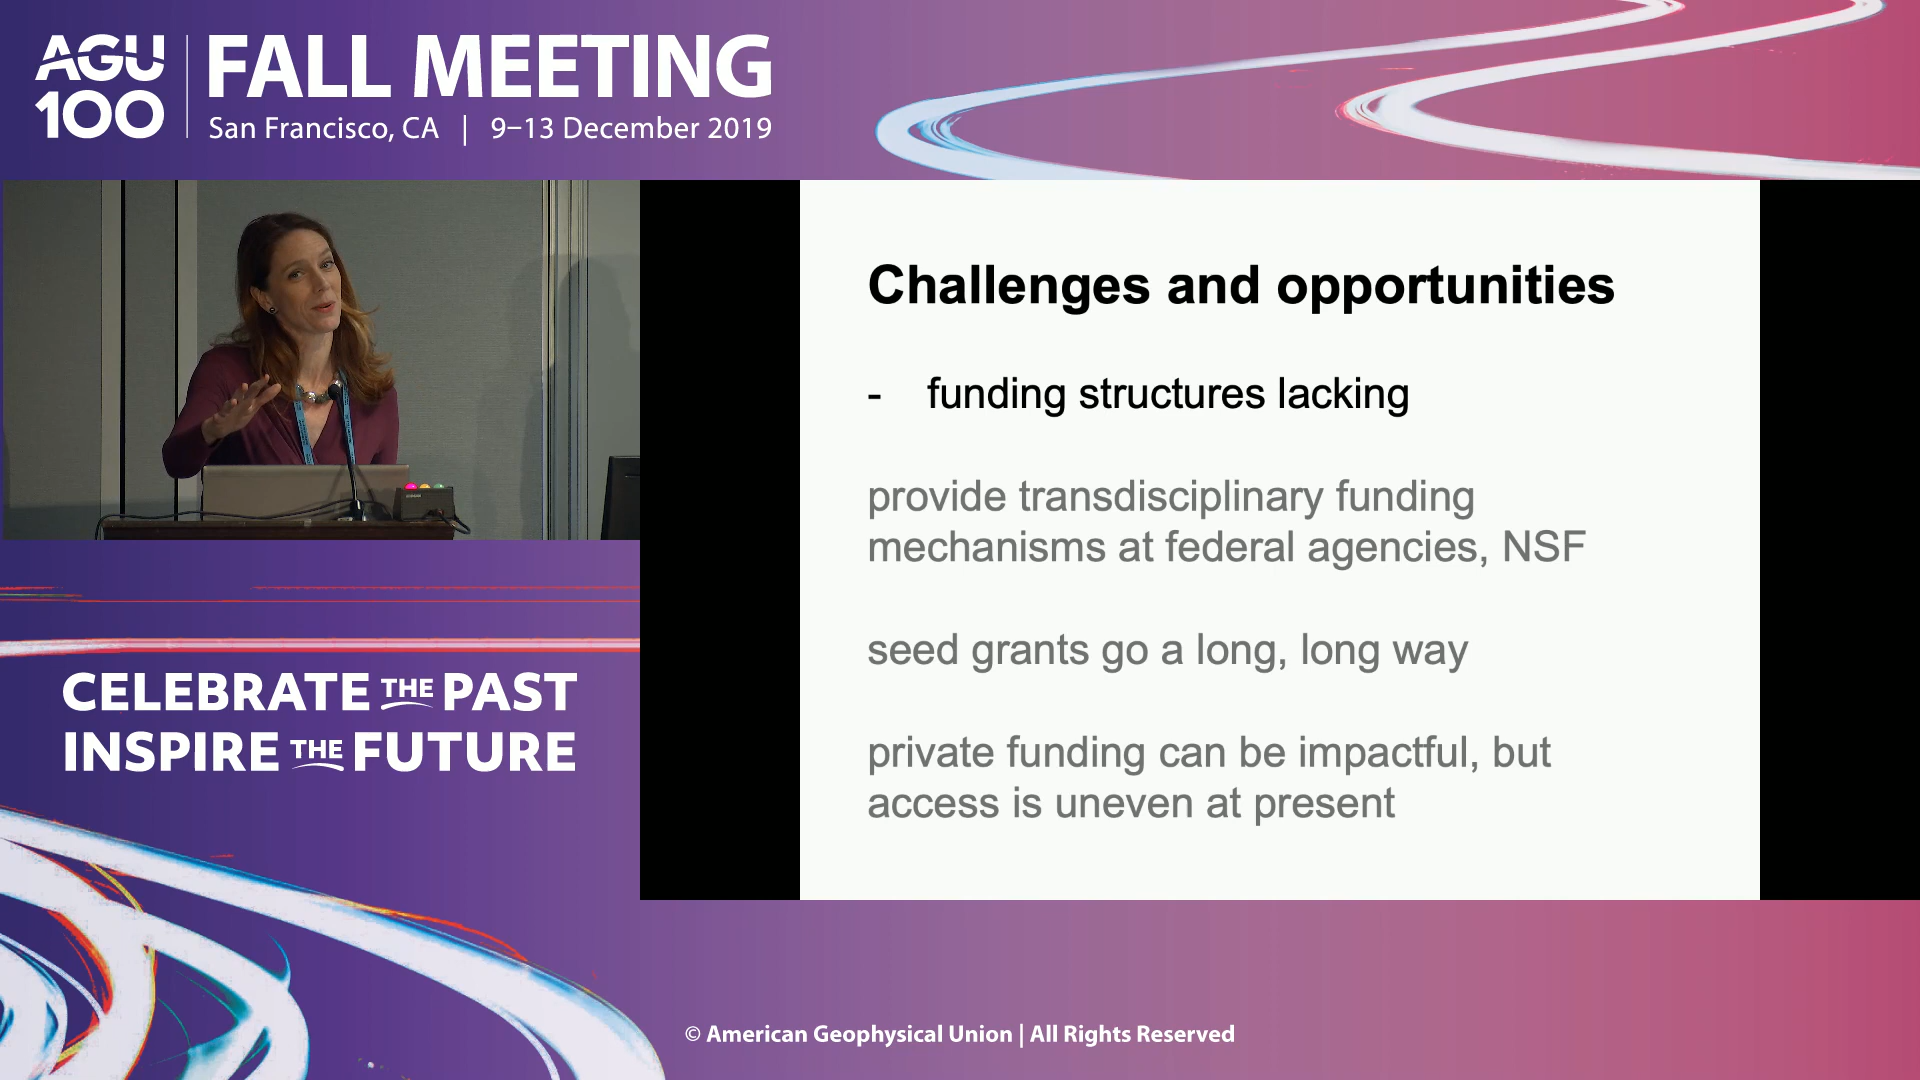 AGU
100
FALL MEETING
San Francisco, CA | 9–13 December 2019
Challenges and opportunities
- funding structures lacking
provide transdisciplinary funding
mechanisms at federal agencies, NSF
seed grants go a long, long way
private funding can be impactful, but
access is uneven at present
CELEBRATE THE PAST
INSPIRE THE FUTURE
© American Geophysical Union | All Rights Reserved